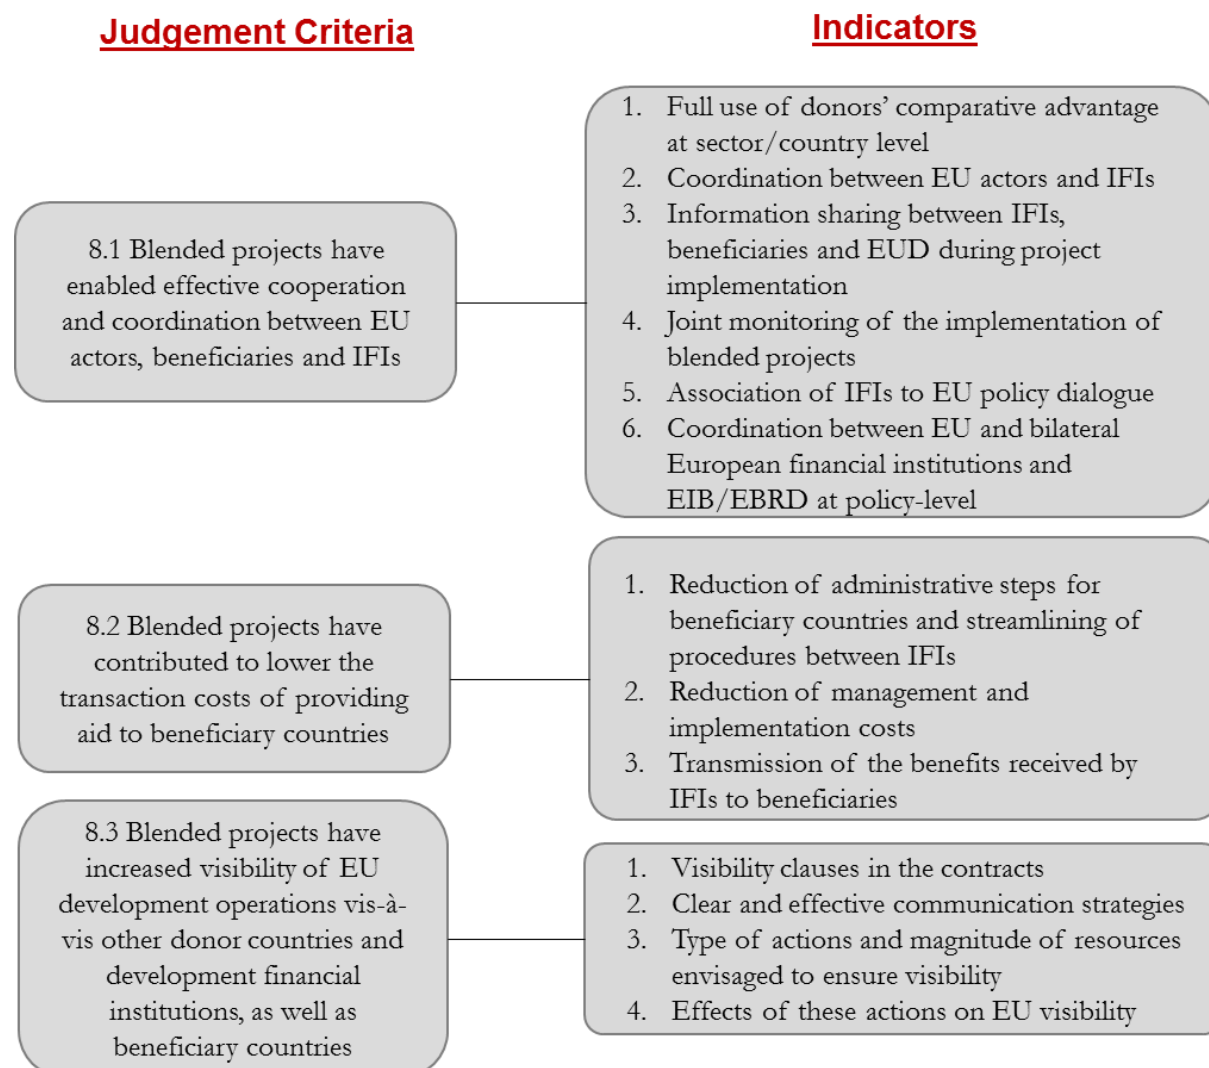 Judgement Criteria
Indicators
8.1 Blended projects have
enabled effective cooperation
and coordination between EU
actors, beneficiaries and IFIs
1. Full use of donors’ comparative advantage
at sector/country level
2. Coordination between EU actors and IFIs
3. Information sharing between IFIs,
beneficiaries and EUD during project
implementation
4. Joint monitoring of the implementation of
blended projects
5. Association of IFIs to EU policy dialogue
6. Coordination between EU and bilateral
European financial institutions and
EIB/EBRD at policy-level
8.2 Blended projects have
contributed to lower the
transaction costs of providing
aid to beneficiary countries
1. Reduction of administrative steps for
beneficiary countries and streamlining of
procedures between IFIs
2. Reduction of management and
implementation costs
3. Transmission of the benefits received by
IFIs to beneficiaries
8.3 Blended projects have
increased visibility of EU
development operations vis-à-
vis other donor countries and
development financial
institutions, as well as
beneficiary countries
1. Visibility clauses in the contracts
2. Clear and effective communication strategies
3. Type of actions and magnitude of resources
envisaged to ensure visibility
4. Effects of these actions on EU visibility